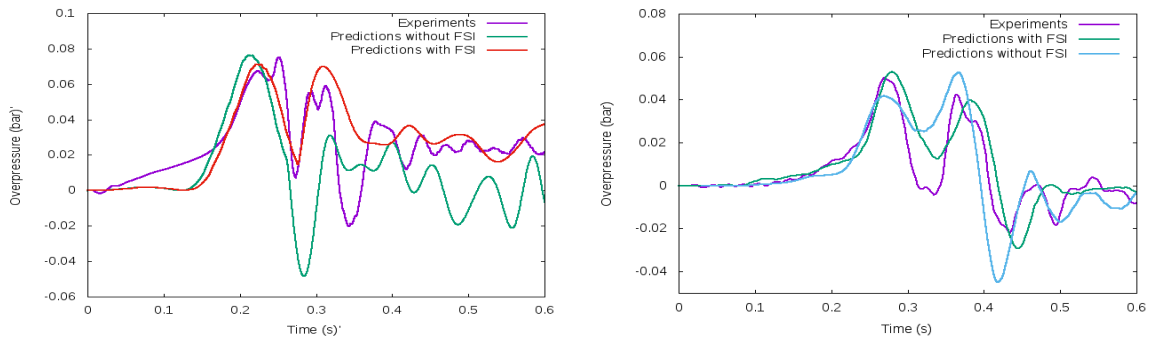 0.1
0.08
0.06
0.04
0.02
0
-0.02
-0.04
-0.06
Overpressure (bar)'
Experiments
Predictions without FSI
Predictions with FSI
0 0.1 0.2 0.3 0.4 0.5 0.6
Time (s)'
0.08
0.06
0.04
0.02
0
-0.02
-0.04
Overpressure (bar)
Experiments
Predictions with FSI
Predictions without FSI
0 0.1 0.2 0.3 0.4 0.5 0.6
Time (s)